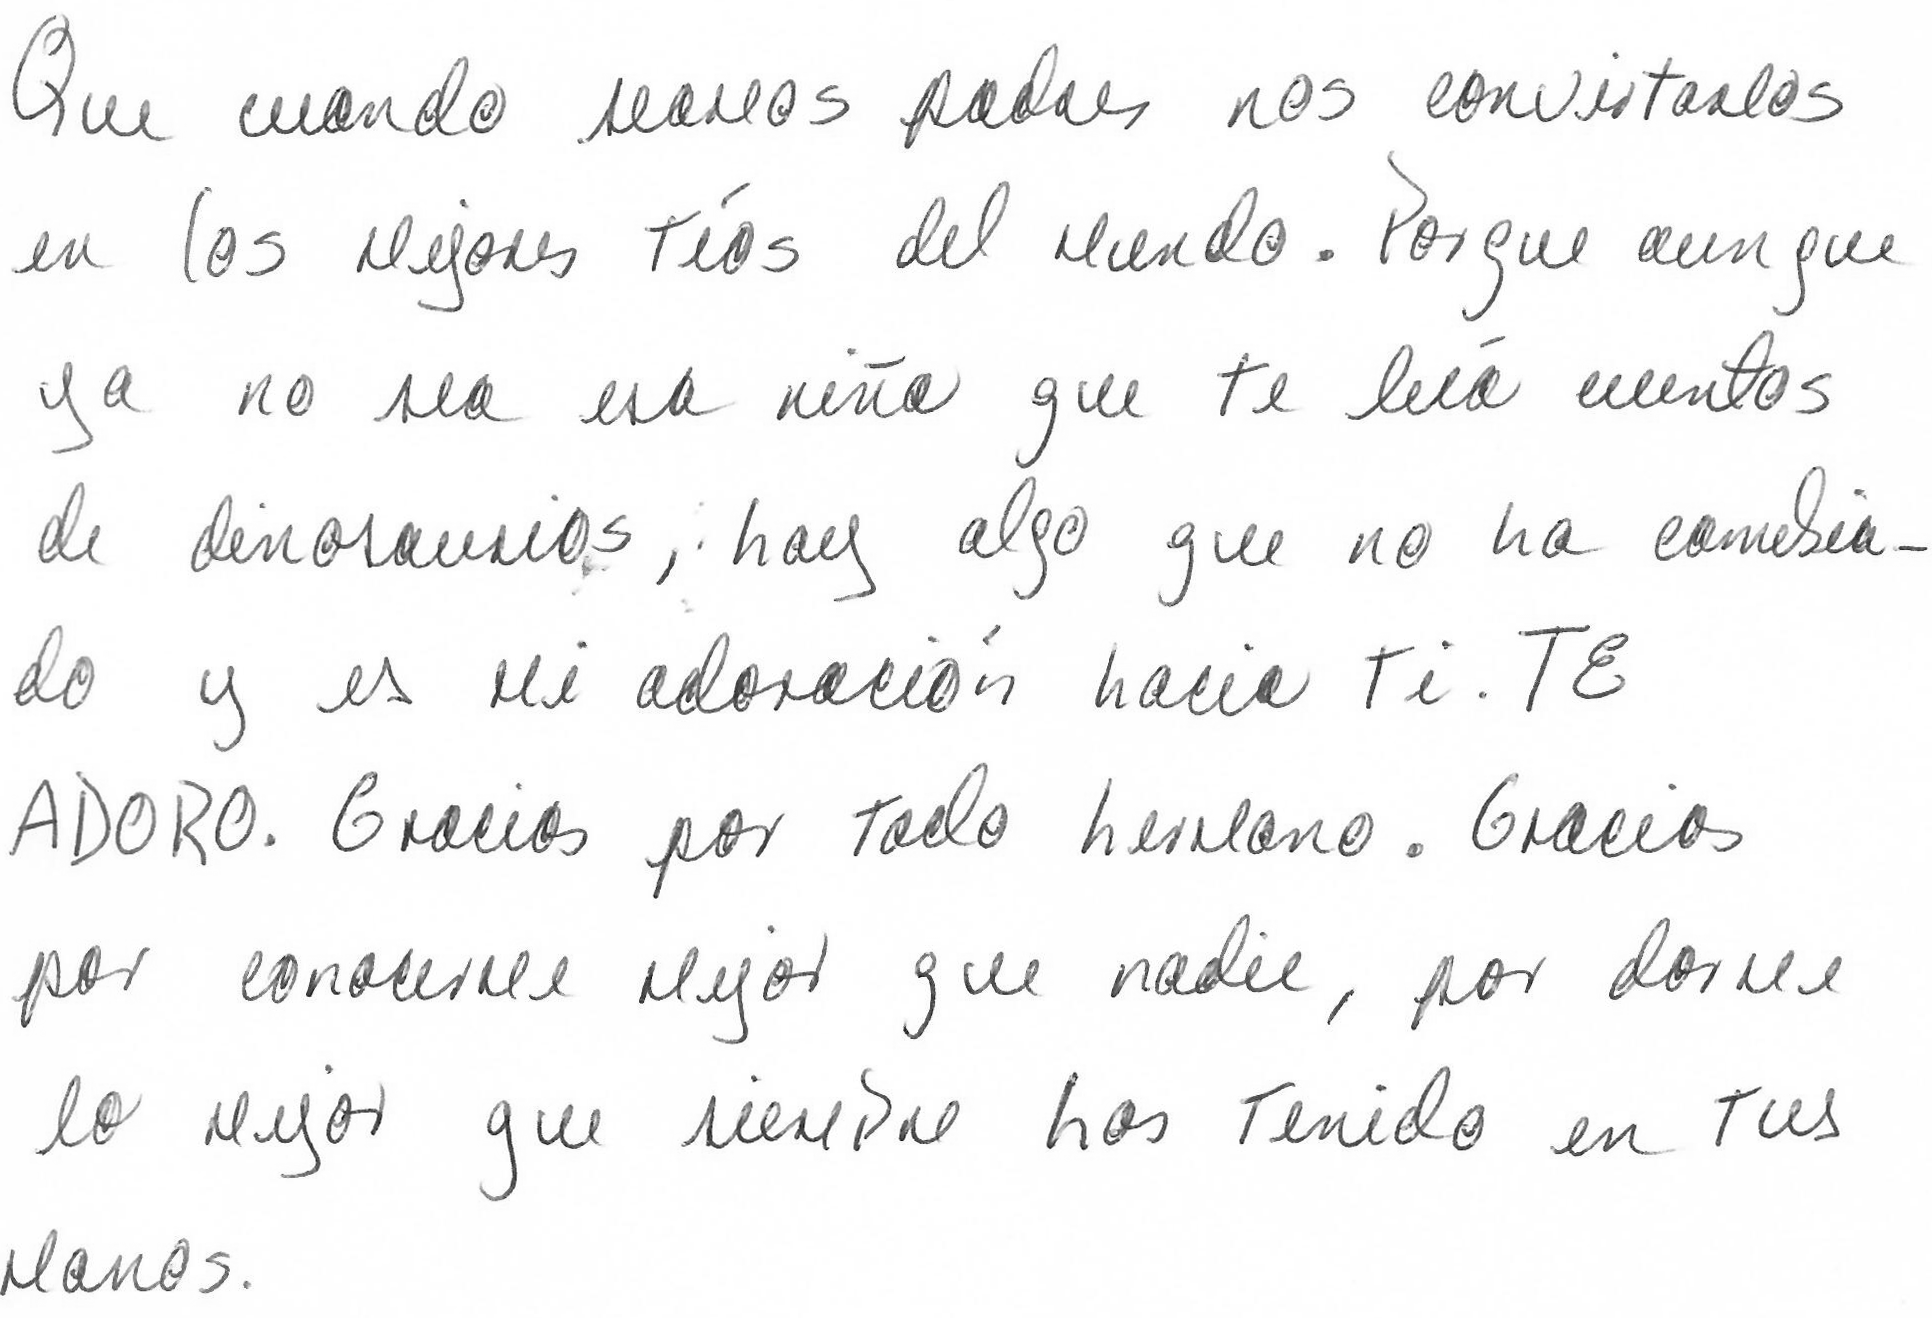 Que cuando seamos padres nos convirtamos
en los mejores tíos del mundo. Porque aunque
ya no sea esa niña que te leía cuentos
de dinosaurios, hay algo que no ha cambia-
do y es mi adoración hacia ti. TE
ADORO. Gracias por todo hermano. Gracias
por conocerme mejor que nadie, por darme
lo mejor que siempre has tenido en tus
manos.